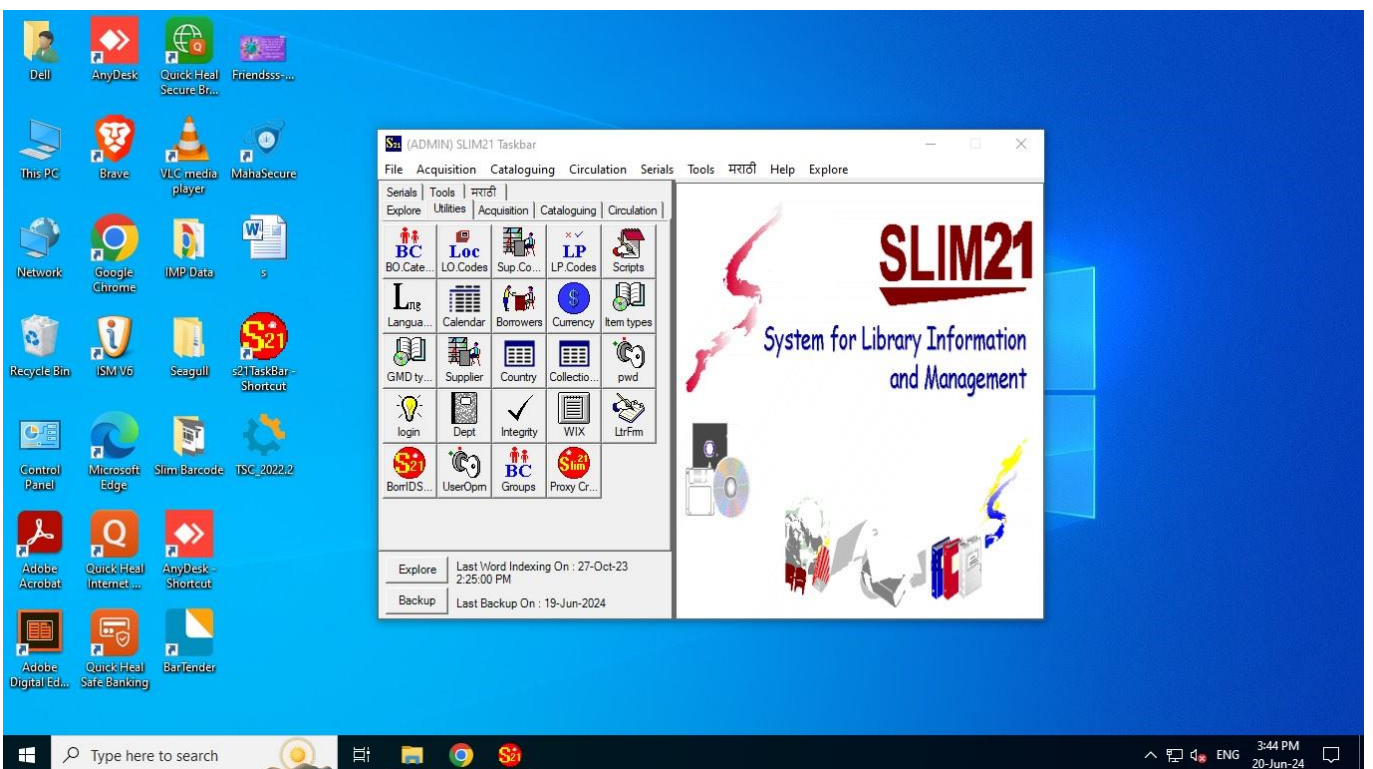 Dell
AnyDesk
Quick Heal
Secure Br...
Friendsss-...
This PC
Brave
VLC media
player
MahaSecure
Network
Google
Chrome
IMP Data
s
Recycle Bin
ISM V6
Seagull
s21TaskBar -
Shortcut
Control
Panel
Microsoft
Edge
Slim Barcode
TSC_2022.2
Adobe
Acrobat
Quick Heal
Internet ...
AnyDesk -
Shortcut
Adobe
Digital Ed...
Quick Heal
Safe Banking
BarTender
S21 (ADMIN) SLIM21 Taskbar
File Acquisition Cataloguing Circulation Serials Tools मराठी Help Explore
Serials Tools मराठी
Explore Utilities Acquisition Cataloguing Circulation
BC Loc LP
BO.Cate... LO.Codes Sup.Co... LP.Codes Scripts
Lng $
Langua... Calendar Borrowers Currency Item types
GMD ty... Supplier Country Collectio... pwd
login Dept Integrity WIX LtrFrm
S21 BC Slim21
BorrIDS... UserOpm Groups Proxy Cr...
Explore Last Word Indexing On : 27-Oct-23
2:25:00 PM
Backup Last Backup On : 19-Jun-2024
SLIM21
System for Library Information
and Management
Type here to search
S21
ENG
3:44 PM
20-Jun-24